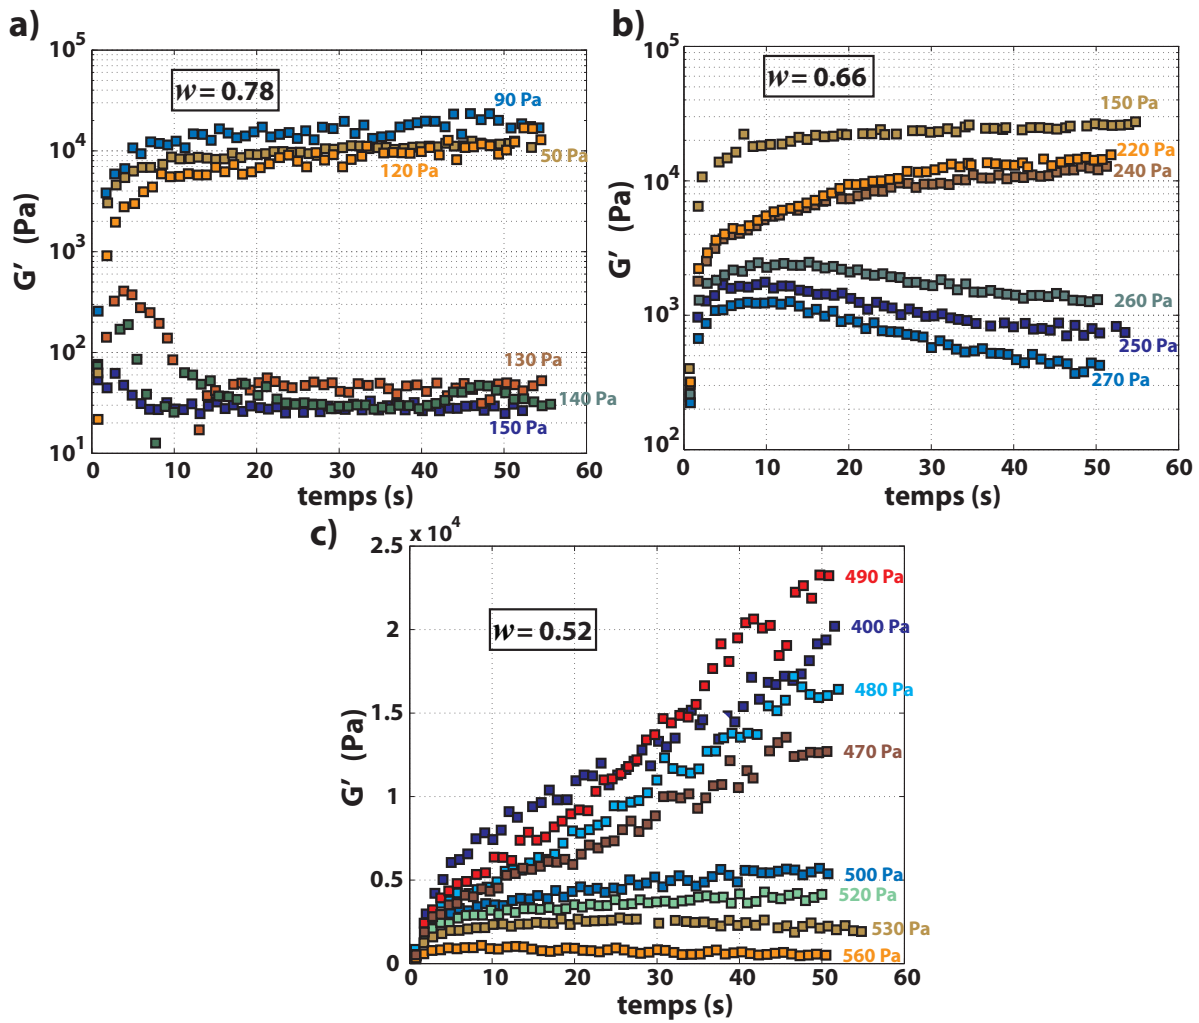 a)
10^5
10^4
10^3
10^2
10^1
G’ (Pa)
w = 0.78
90 Pa
50 Pa
120 Pa
130 Pa
140 Pa
150 Pa
0 10 20 30 40 50 60
temps (s)
b)
10^5
10^4
10^3
10^2
G’ (Pa)
w = 0.66
150 Pa
220 Pa
240 Pa
260 Pa
250 Pa
270 Pa
0 10 20 30 40 50 60
temps (s)
c)
x 10^4
2.5
2
1.5
1
0.5
0
G’ (Pa)
w = 0.52
490 Pa
400 Pa
480 Pa
470 Pa
500 Pa
520 Pa
530 Pa
560 Pa
0 10 20 30 40 50 60
temps (s)